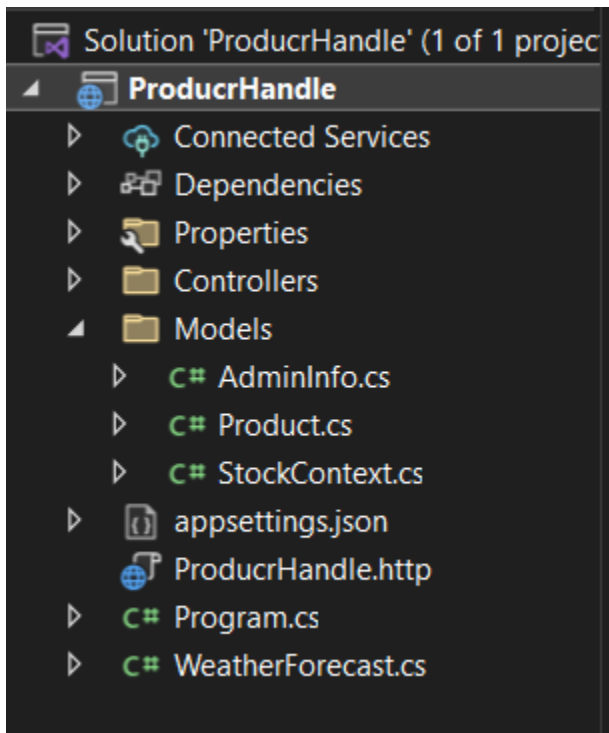 Solution 'ProducrHandle' (1 of 1 projec
ProducrHandle
Connected Services
Dependencies
Properties
Controllers
Models
C# AdminInfo.cs
C# Product.cs
C# StockContext.cs
appsettings.json
ProducrHandle.http
C# Program.cs
C# WeatherForecast.cs